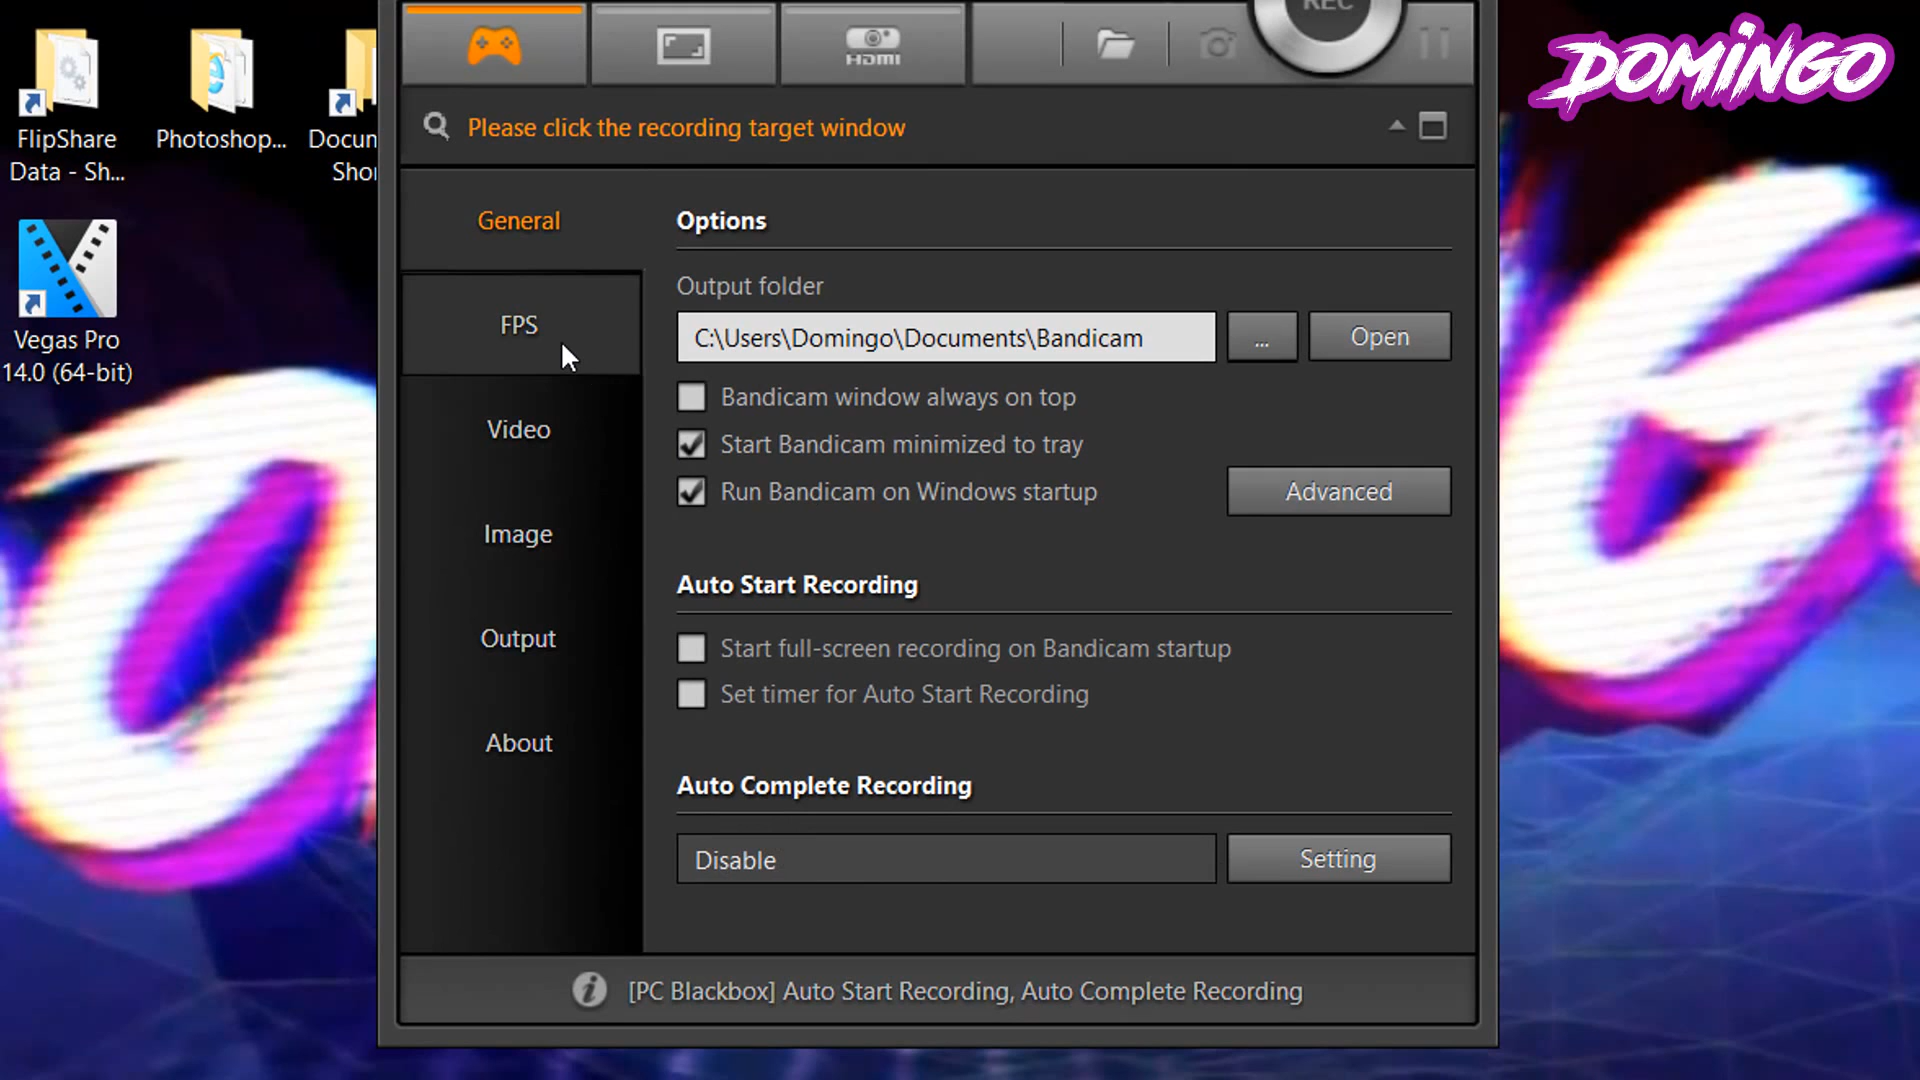 REC
HDMI
DOMINGO
FlipShare
Data - Sh...
Photoshop...
Docum
Shor
Please click the recording target window
General
Options
FPS
Output folder
C:\Users\Domingo\Documents\Bandicam
...
Open
Vegas Pro
14.0 (64-bit)
Bandicam window always on top
Video
Start Bandicam minimized to tray
Run Bandicam on Windows startup
Advanced
Image
Auto Start Recording
Output
Start full-screen recording on Bandicam startup
Set timer for Auto Start Recording
About
Auto Complete Recording
Disable
Setting
[PC Blackbox] Auto Start Recording, Auto Complete Recording